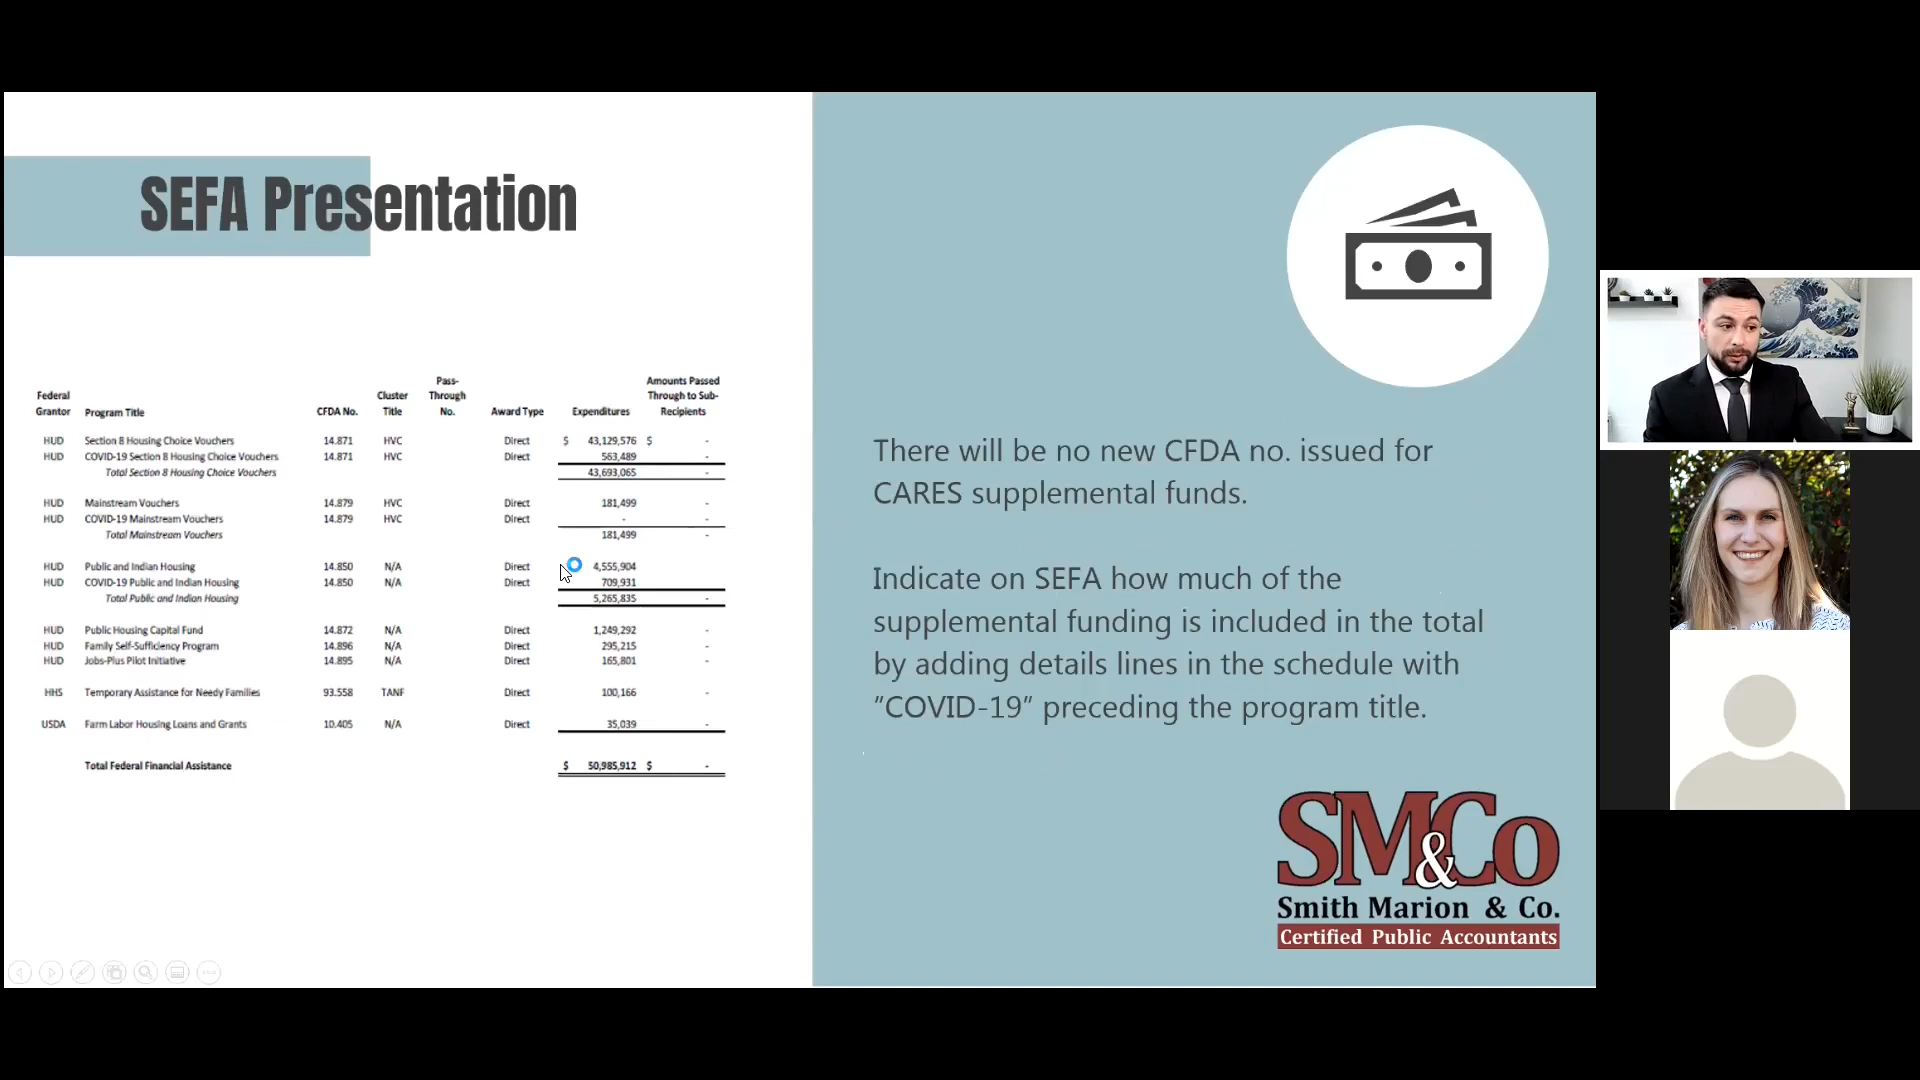 SEFA Presentation
Federal Grantor Program Title CFDA No. Cluster Title Pass-Through No. Award Type Expenditures Amounts Passed Through to Sub-Recipients
HUD Section 8 Housing Choice Vouchers 14.871 HVC Direct $ 43,129,576 $ -
HUD COVID-19 Section 8 Housing Choice Vouchers 14.871 HVC Direct 563,489 -
Total Section 8 Housing Choice Vouchers 43,693,065 -
HUD Mainstream Vouchers 14.879 HVC Direct 181,499 -
HUD COVID-19 Mainstream Vouchers 14.879 HVC Direct - -
Total Mainstream Vouchers 181,499 -
HUD Public and Indian Housing 14.850 N/A Direct 4,555,904
HUD COVID-19 Public and Indian Housing 14.850 N/A Direct 709,931
Total Public and Indian Housing 5,265,835 -
HUD Public Housing Capital Fund 14.872 N/A Direct 1,249,292 -
HUD Family Self-Sufficiency Program 14.896 N/A Direct 295,215 -
HUD Jobs-Plus Pilot Initiative 14.895 N/A Direct 165,801 -
HHS Temporary Assistance for Needy Families 93.558 TANF Direct 100,166 -
USDA Farm Labor Housing Loans and Grants 10.405 N/A Direct 35,039 -
Total Federal Financial Assistance $ 50,985,912 $ -
There will be no new CFDA no. issued for
CARES supplemental funds.
Indicate on SEFA how much of the
supplemental funding is included in the total
by adding details lines in the schedule with
"COVID-19" preceding the program title.
SM&Co
Smith Marion & Co.
Certified Public Accountants